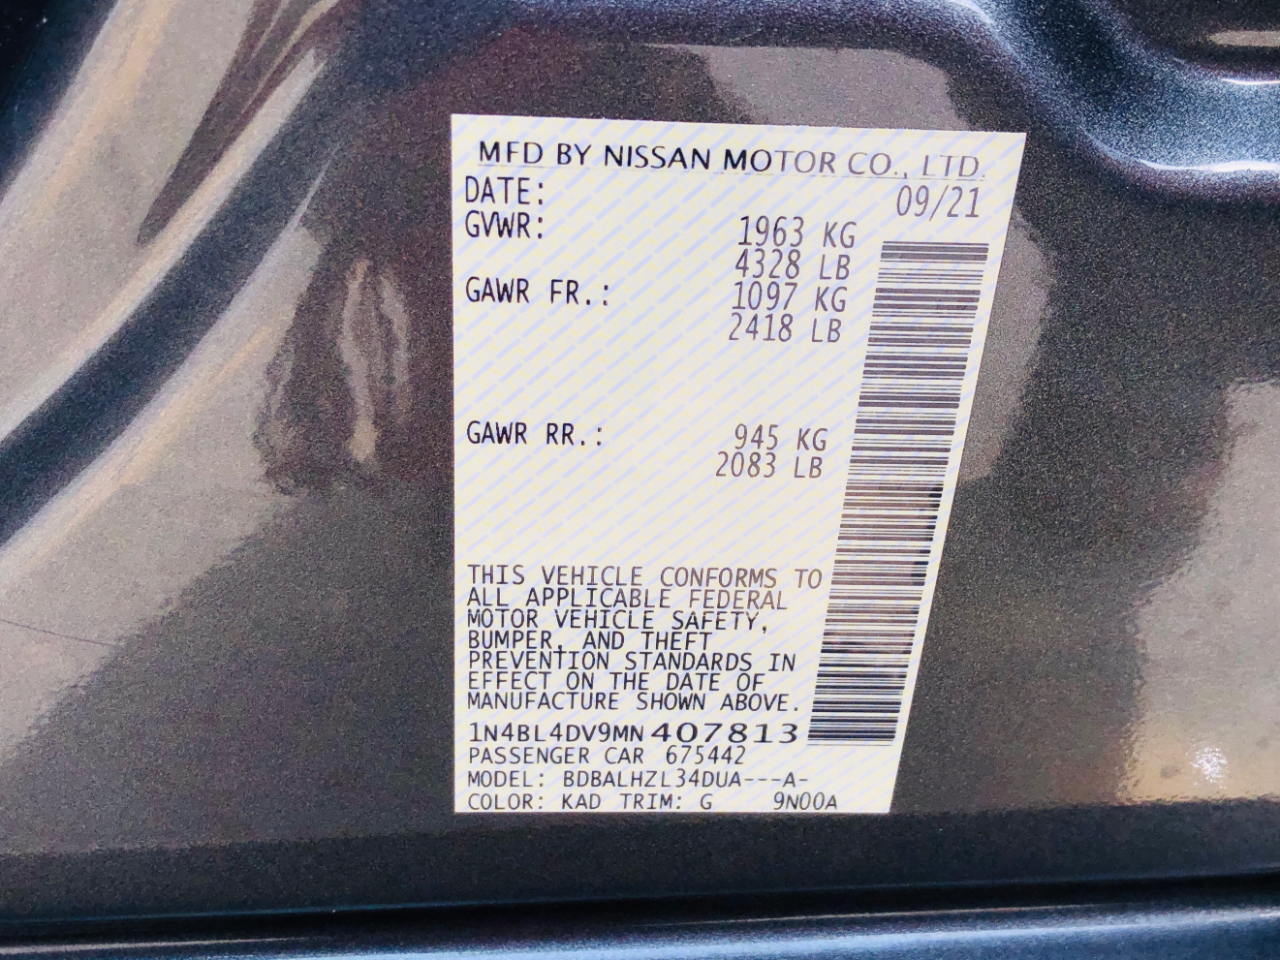 MFD BY NISSAN MOTOR CO., LTD.
DATE: 09/21
GVWR: 1963 KG
4328 LB
GAWR FR.: 1097 KG
2418 LB
GAWR RR.: 945 KG
2083 LB
THIS VEHICLE CONFORMS TO
ALL APPLICABLE FEDERAL
MOTOR VEHICLE SAFETY,
BUMPER, AND THEFT
PREVENTION STANDARDS IN
EFFECT ON THE DATE OF
MANUFACTURE SHOWN ABOVE.
1N4BL4DV9MN407813
PASSENGER CAR 675442
MODEL: BDBALHZL34DUA---A-
COLOR: KAD TRIM: G 9N00A